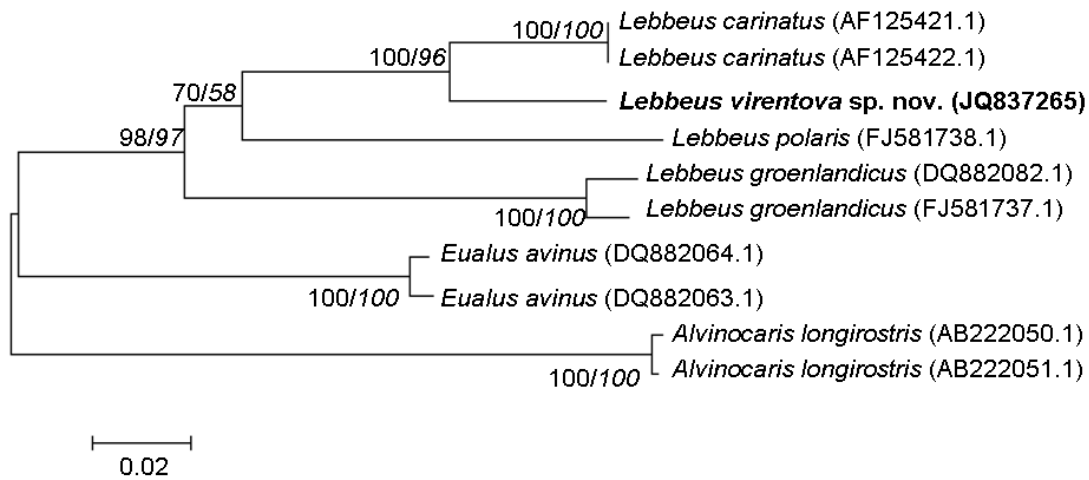 100/100 Lebbeus carinatus (AF125421.1)
100/96 Lebbeus carinatus (AF125422.1)
70/58 Lebbeus virentova sp. nov. (JQ837265)
98/97 Lebbeus polaris (FJ581738.1)
Lebbeus groenlandicus (DQ882082.1)
100/100 Lebbeus groenlandicus (FJ581737.1)
Eualus avinus (DQ882064.1)
100/100 Eualus avinus (DQ882063.1)
Alvinocaris longirostris (AB222050.1)
100/100 Alvinocaris longirostris (AB222051.1)
0.02